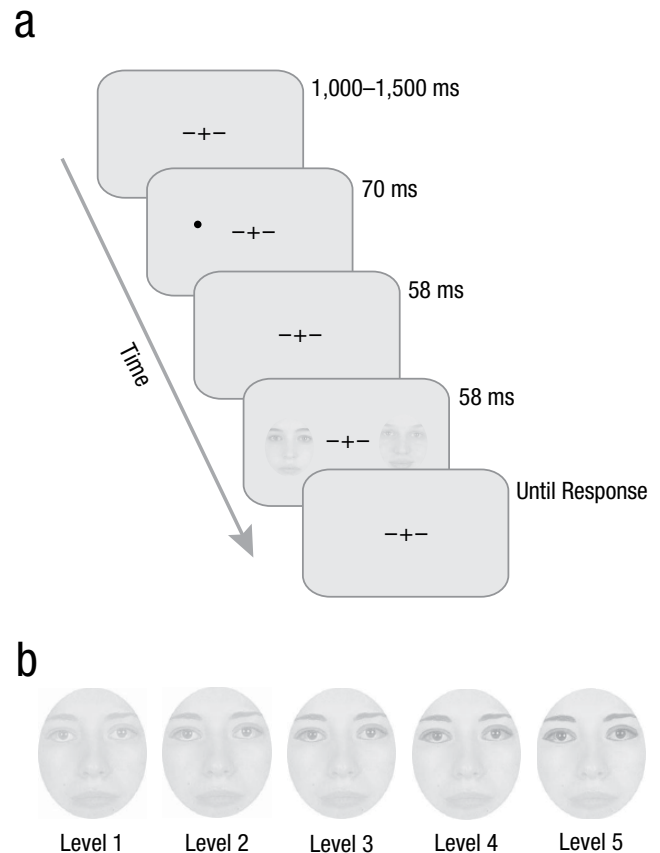 a
1,000–1,500 ms
–+–
70 ms
–+–
58 ms
–+–
58 ms
–+–
Until Response
–+–
Time
b
Level 1 Level 2 Level 3 Level 4 Level 5